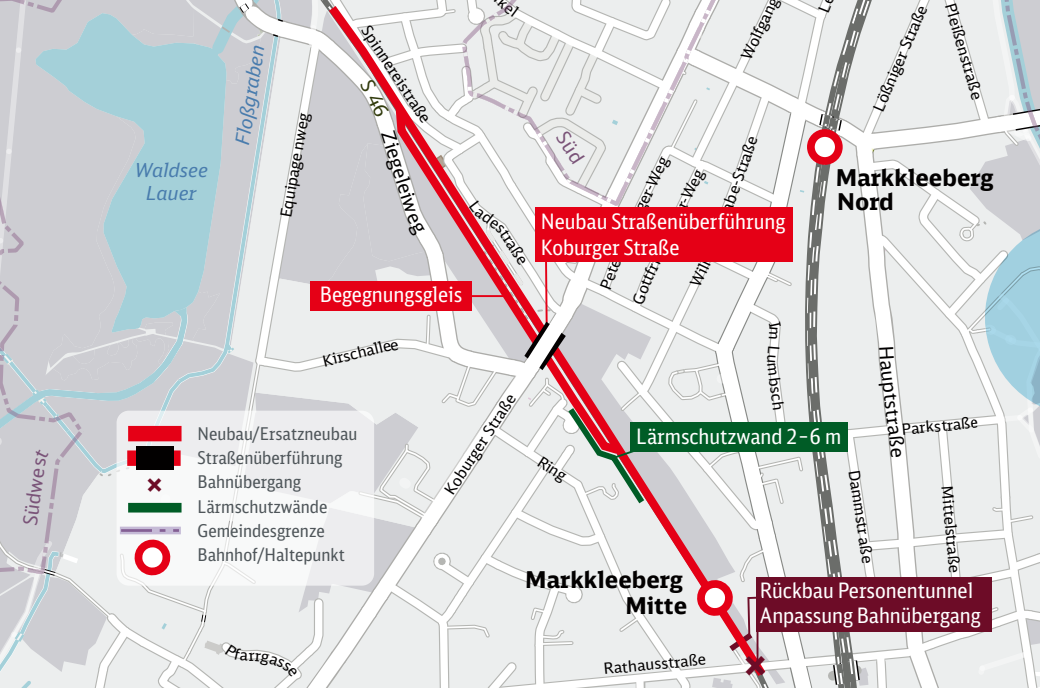 Spinnereistraße
S 46
Ziegeleiweg
Floßgraben
Equipagenweg
Waldsee
Lauer
Südwest
Süd
Wolfgang
Lößniger Straße
Pleißenstraße
Markkleeberg
Nord
Neubau Straßenüberführung
Koburger Straße
Ladestraße
Begegnungsgleis
Kirschallee
Koburger Straße
Ring
Im Lumbsch
Hauptstraße
Parkstraße
Dammstraße
Mittelstraße
Lärmschutzwand 2–6 m
Neubau/Ersatzneubau
Straßenüberführung
Bahnübergang
Lärmschutzwände
Gemeindesgrenze
Bahnhof/Haltepunkt
Markkleeberg
Mitte
Rückbau Personentunnel
Anpassung Bahnübergang
Rathausstraße
Pfarrgasse